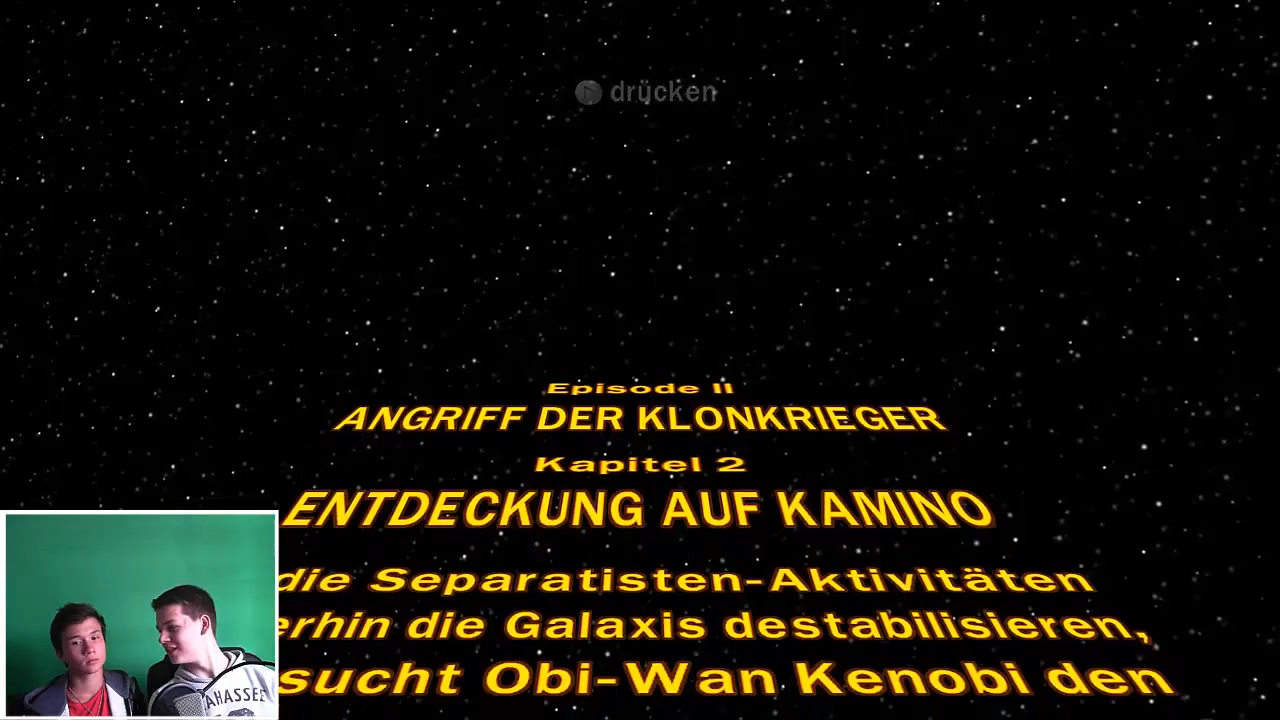 drücken
Episode II
ANGRIFF DER KLONKRIEGER
Kapitel 2
ENTDECKUNG AUF KAMINO
die Separatisten-Aktivitäten
erhin die Galaxis destabilisieren,
sucht Obi-Wan Kenobi den
AHASSEE